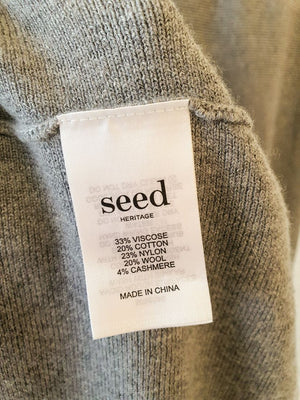 seed
HERITAGE
33% VISCOSE
20% COTTON
23% NYLON
20% WOOL
4% CASHMERE
MADE IN CHINA